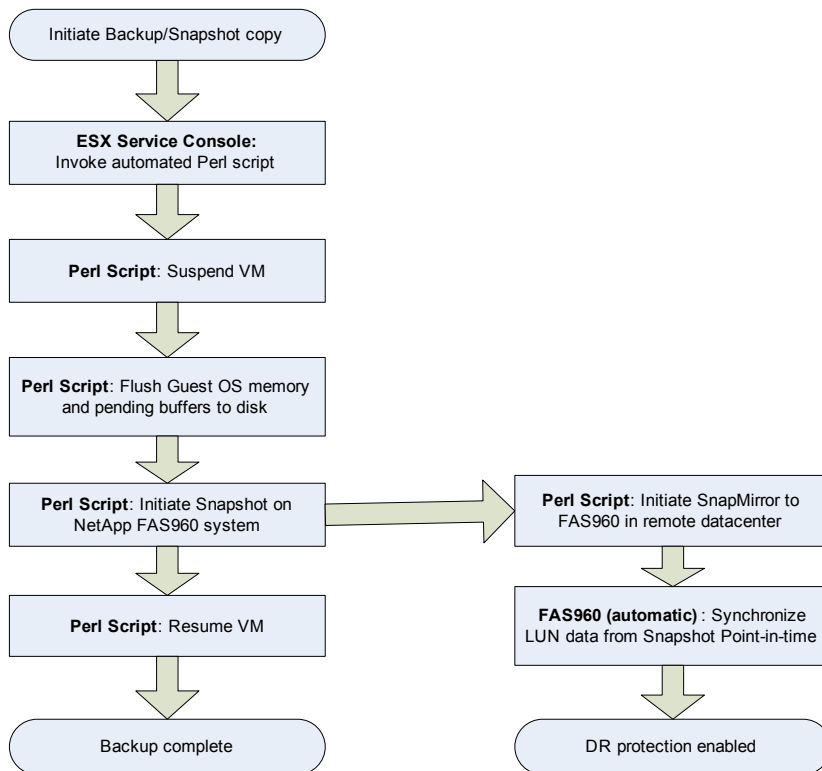 Initiate Backup/Snapshot copy
ESX Service Console:
Invoke automated Perl script
Perl Script: Suspend VM
Perl Script: Flush Guest OS memory
and pending buffers to disk
Perl Script: Initiate Snapshot on
NetApp FAS960 system
Perl Script: Resume VM
Backup complete
Perl Script: Initiate SnapMirror to
FAS960 in remote datacenter
FAS960 (automatic) : Synchronize
LUN data from Snapshot Point-in-time
DR protection enabled